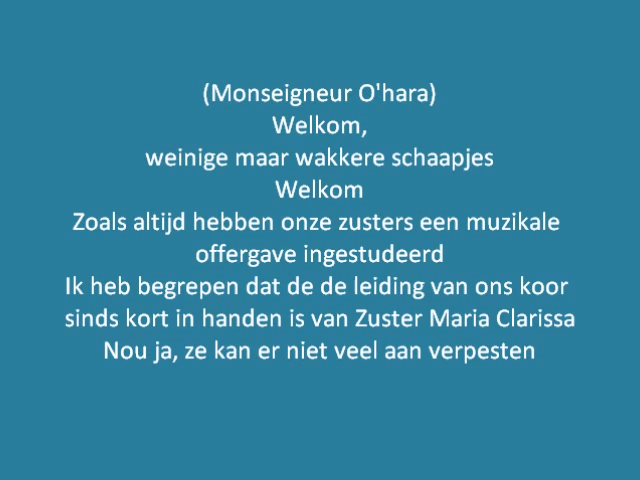 (Monseigneur O'hara)
Welkom,
weinige maar wakkere schaapjes
Welkom
Zoals altijd hebben onze zusters een muzikale
offergave ingestudeerd
Ik heb begrepen dat de de leiding van ons koor
sinds kort in handen is van Zuster Maria Clarissa
Nou ja, ze kan er niet veel aan verpesten